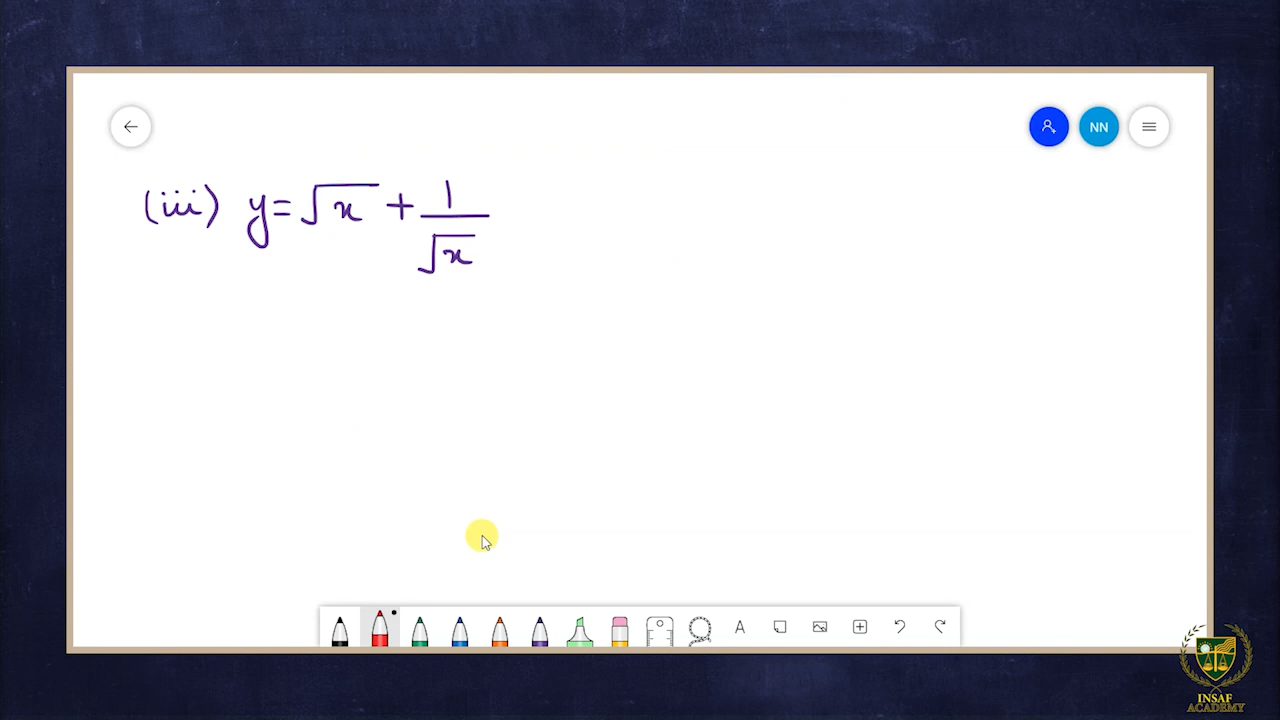 NN
(iii) y = √x + 1/√x
A
INSAF
ACADEMY